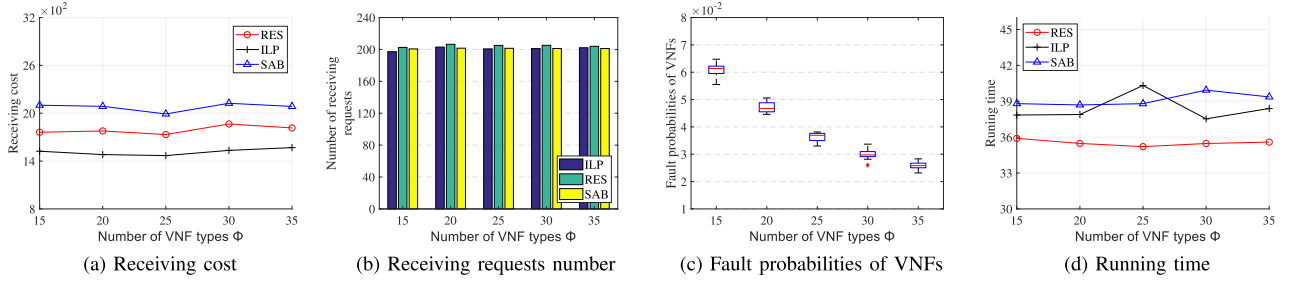 ×10²
32
26
20
14
8
Receiving cost
RES
ILP
SAB
15 20 25 30 35
Number of VNF types Φ
(a) Receiving cost
240
200
160
120
80
40
0
Number of receiving
requests
ILP
RES
SAB
15 20 25 30 35
Number of VNF types Φ
(b) Receiving requests number
×10⁻²
8
7
6
5
4
3
2
1
Fault probabilities of VNFs
15 20 25 30 35
Number of VNF types Φ
(c) Fault probabilities of VNFs
45
42
39
36
33
30
Runing time
RES
ILP
SAB
15 20 25 30 35
Number of VNF types Φ
(d) Running time